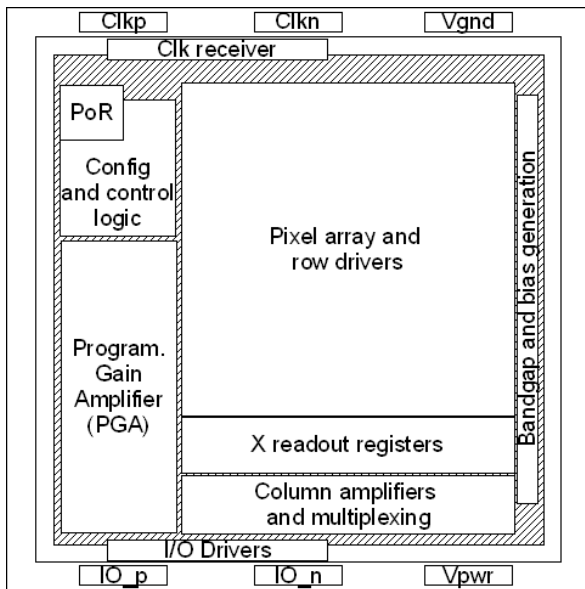 Clkp
Clkn
Vgnd
Clk receiver
PoR
Config
and control
logic
Pixel array and
row drivers
Bandgap and bias generation
Program.
Gain
Amplifier
(PGA)
X readout registers
Column amplifiers
and multiplexing
I/O Drivers
IO_p
IO_n
Vpwr